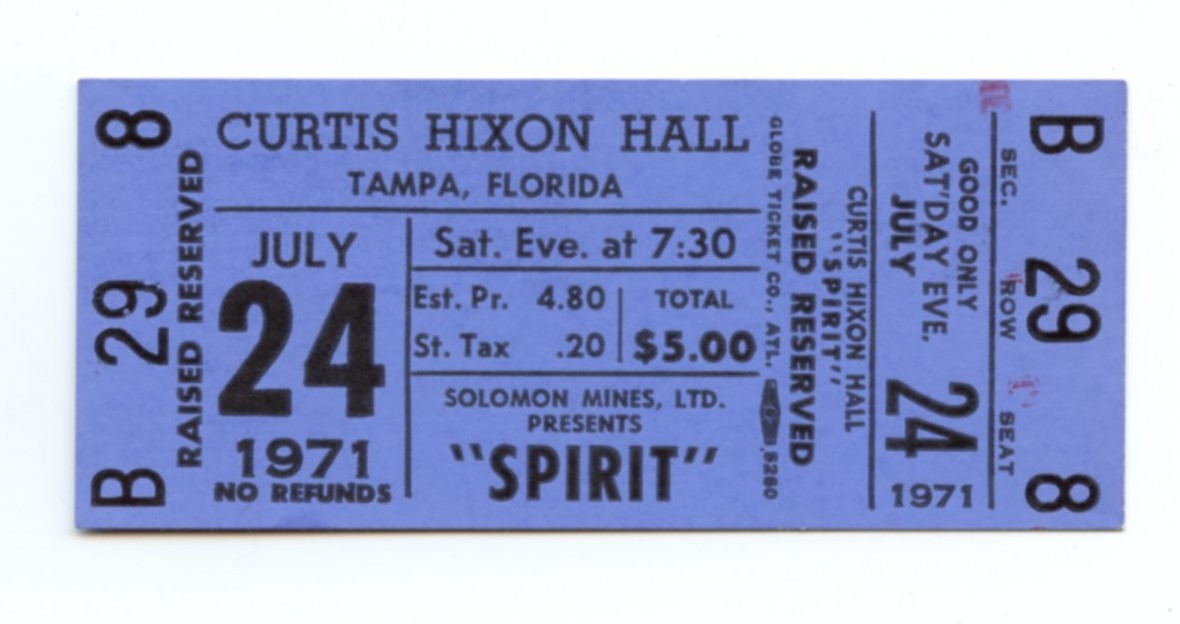 8
29
B
RAISED RESERVED
CURTIS HIXON HALL
TAMPA, FLORIDA
JULY
24
1971
NO REFUNDS
Sat. Eve. at 7:30
Est. Pr. 4.80
St. Tax .20
TOTAL
$5.00
SOLOMON MINES, LTD.
PRESENTS
"SPIRIT"
GLOBE TICKET CO., ATL. 5260
RAISED RESERVED
"SPIRIT"
CURTIS HIXON HALL
JULY 24
SAT'DAY EVE.
GOOD ONLY
1971
SEC. ROW SEAT
B 29 8